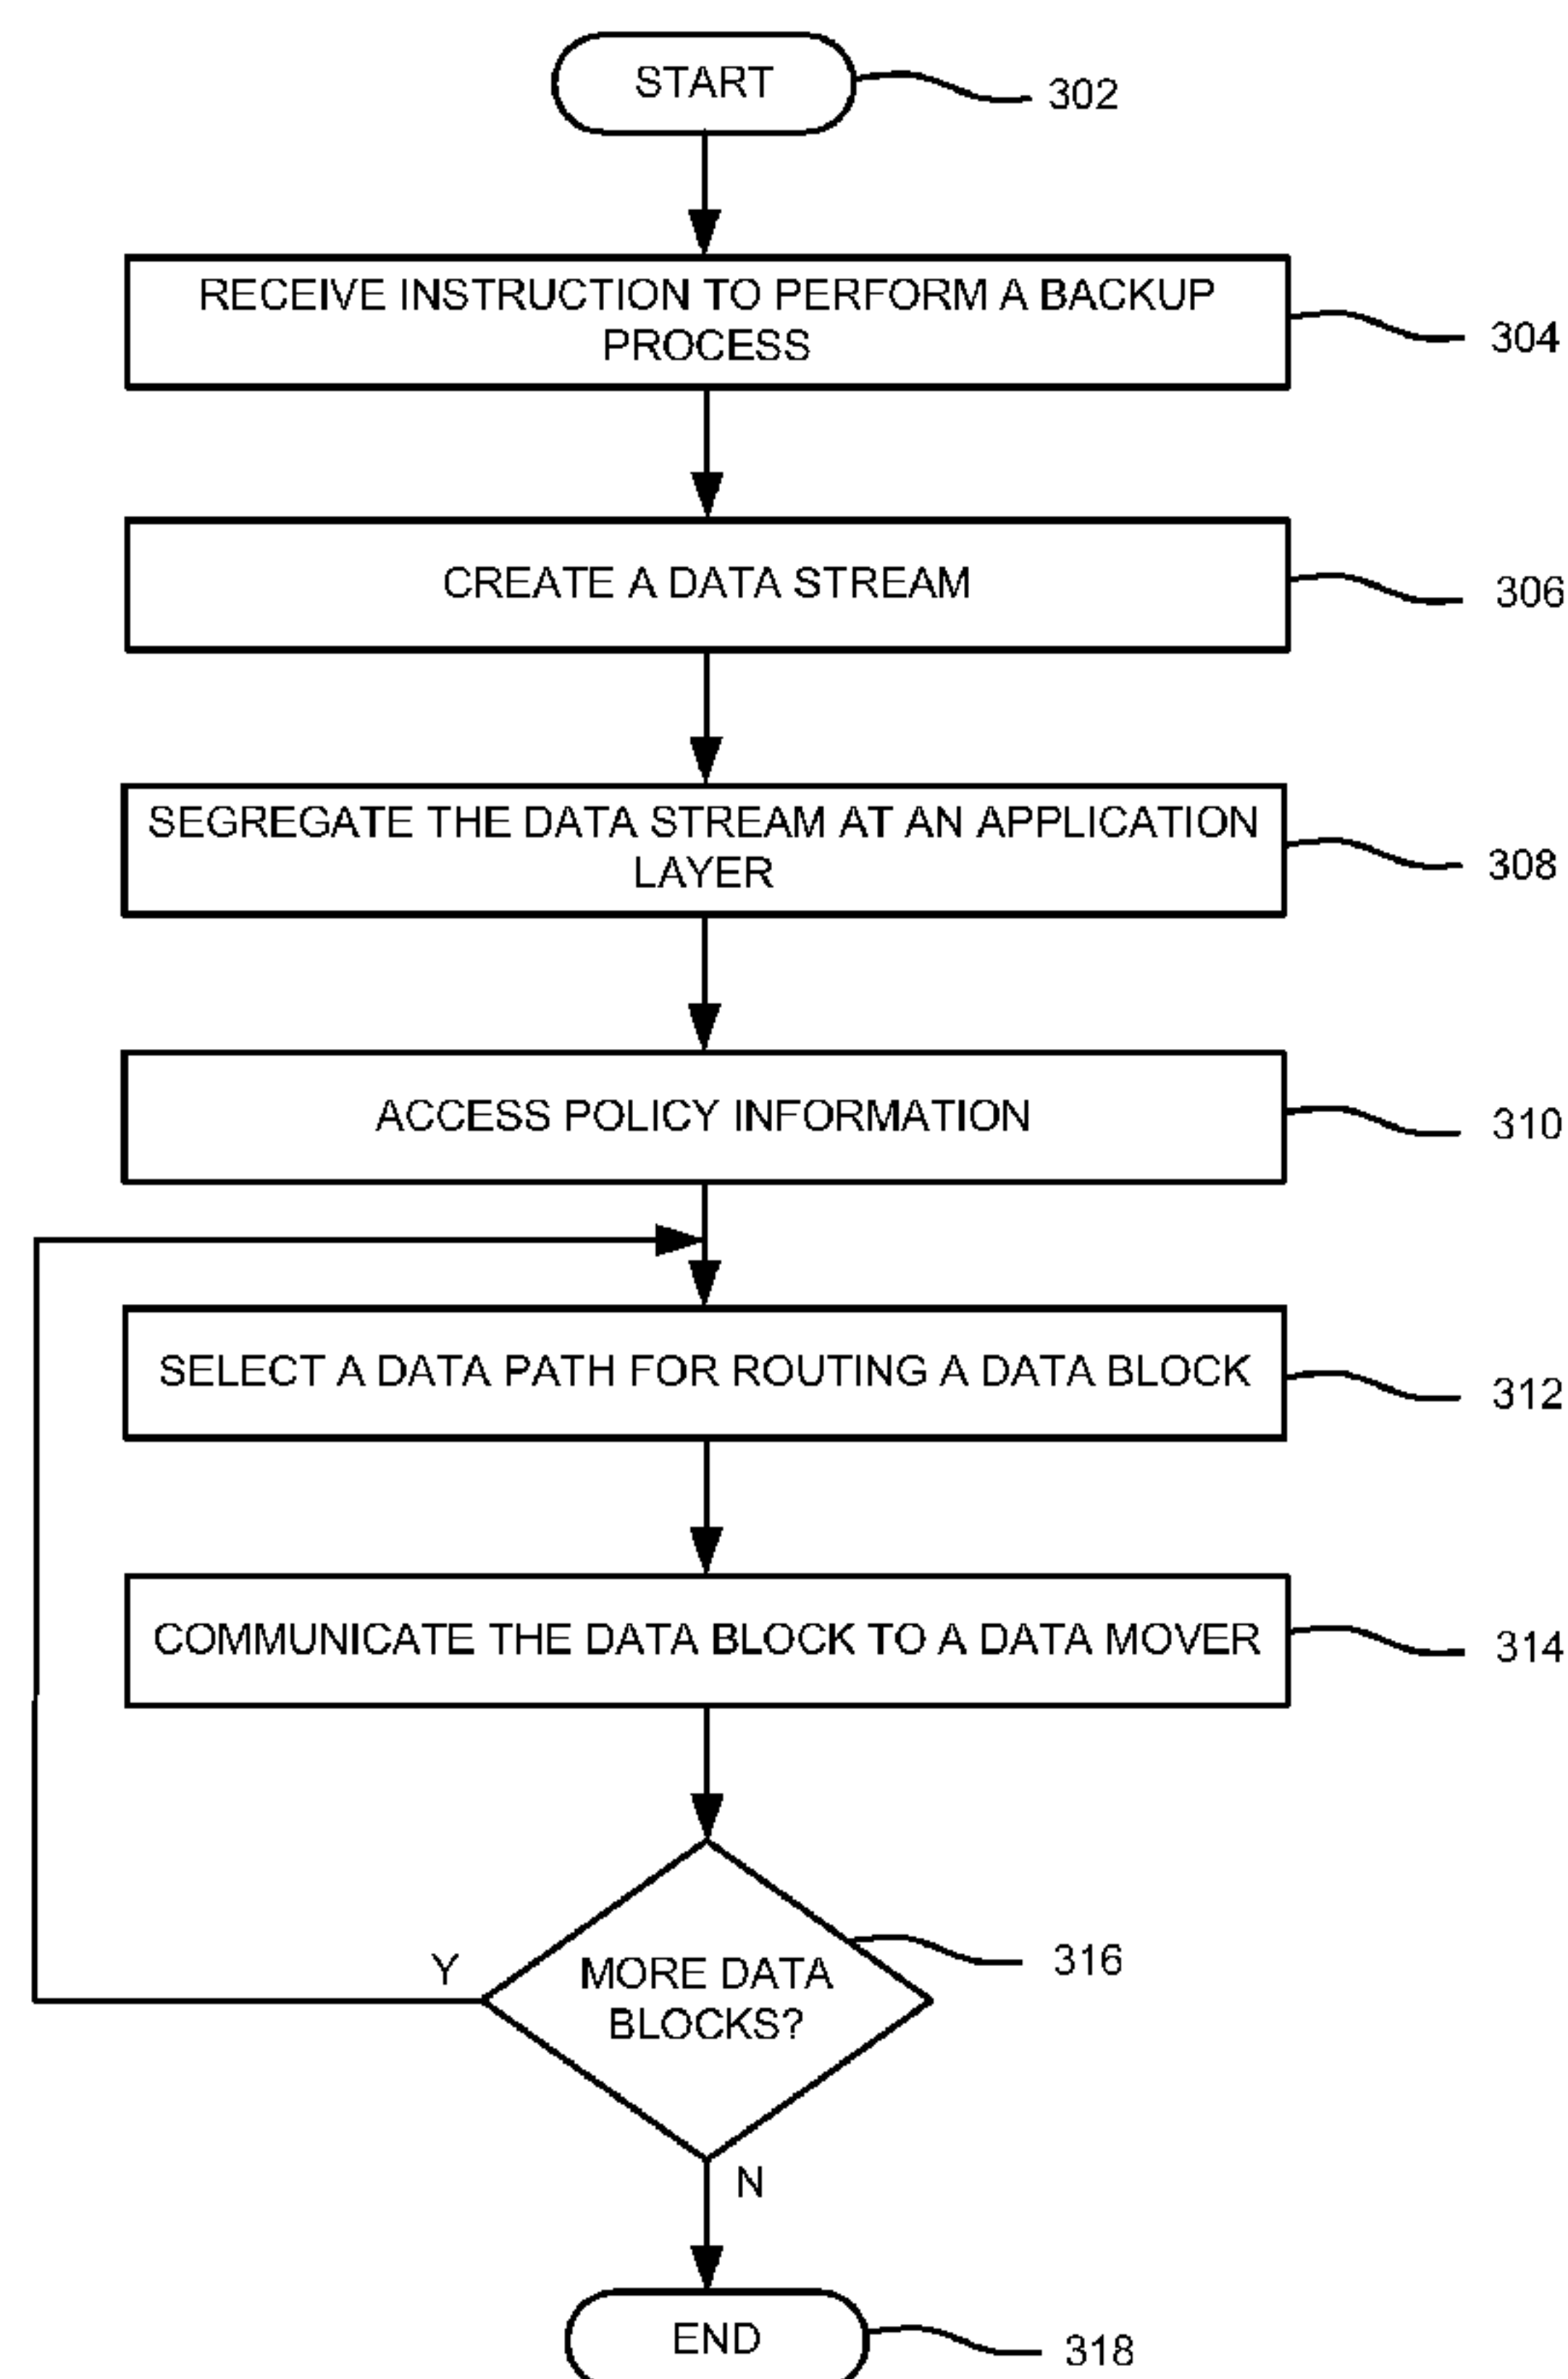 START
302
RECEIVE INSTRUCTION TO PERFORM A BACKUP
PROCESS
304
CREATE A DATA STREAM
306
SEGREGATE THE DATA STREAM AT AN APPLICATION
LAYER
308
ACCESS POLICY INFORMATION
310
SELECT A DATA PATH FOR ROUTING A DATA BLOCK
312
COMMUNICATE THE DATA BLOCK TO A DATA MOVER
314
Y
MORE DATA
BLOCKS?
316
N
END
318